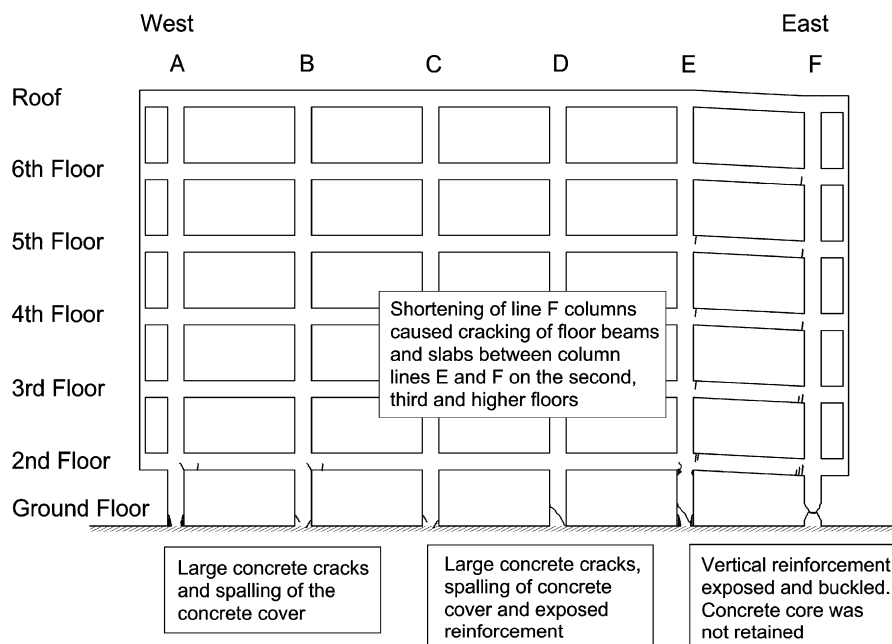 West
East
A B C D E F
Roof
6th Floor
5th Floor
4th Floor
3rd Floor
2nd Floor
Ground Floor
Shortening of line F columns
caused cracking of floor beams
and slabs between column
lines E and F on the second,
third and higher floors
Large concrete cracks
and spalling of the
concrete cover
Large concrete cracks,
spalling of concrete
cover and exposed
reinforcement
Vertical reinforcement
exposed and buckled.
Concrete core was
not retained